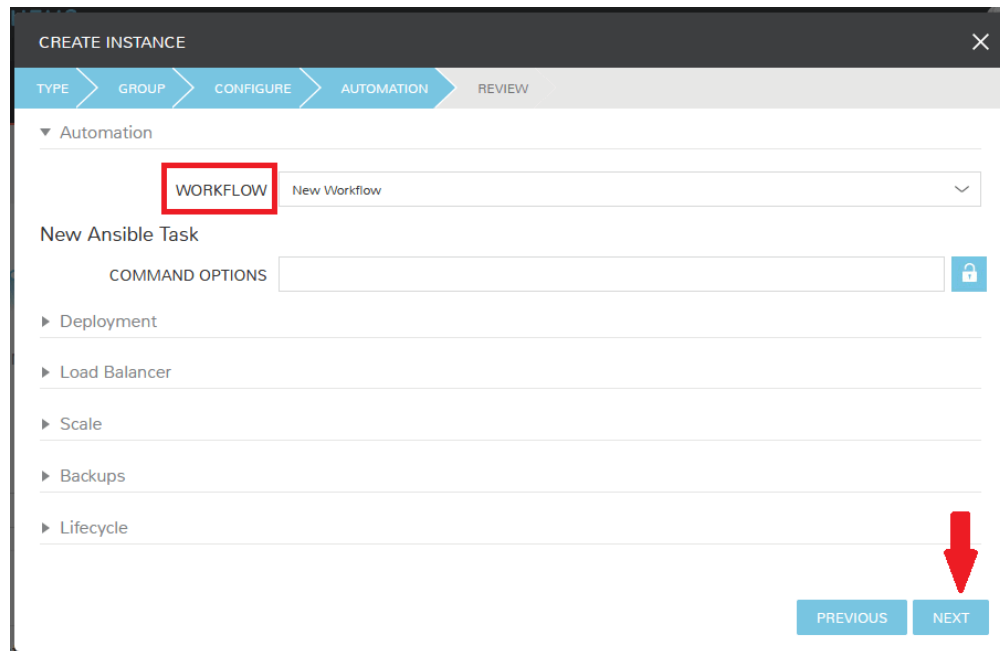 CREATE INSTANCE
TYPE GROUP CONFIGURE AUTOMATION REVIEW
Automation
WORKFLOW New Workflow
New Ansible Task
COMMAND OPTIONS
Deployment
Load Balancer
Scale
Backups
Lifecycle
PREVIOUS NEXT